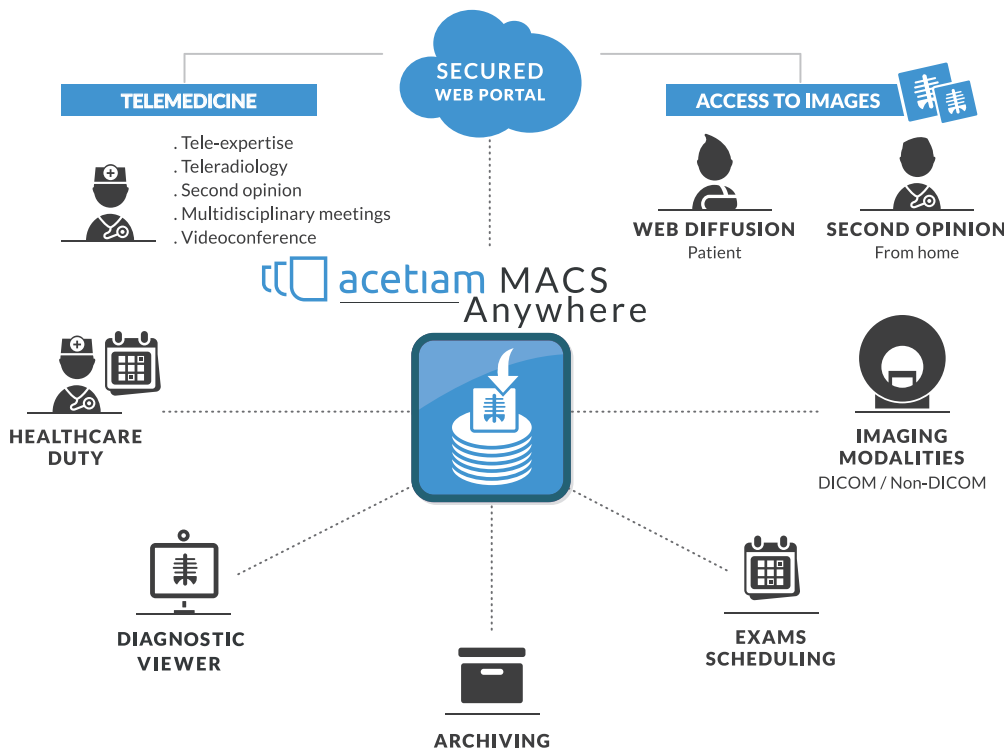 SECURED
WEB PORTAL
TELEMEDICINE
. Tele-expertise
. Teleradiology
. Second opinion
. Multidisciplinary meetings
. Videoconference
ACCESS TO IMAGES
WEB DIFFUSION
Patient
SECOND OPINION
From home
acetiam MACS
Anywhere
HEALTHCARE
DUTY
IMAGING
MODALITIES
DICOM / Non-DICOM
DIAGNOSTIC
VIEWER
EXAMS
SCHEDULING
ARCHIVING